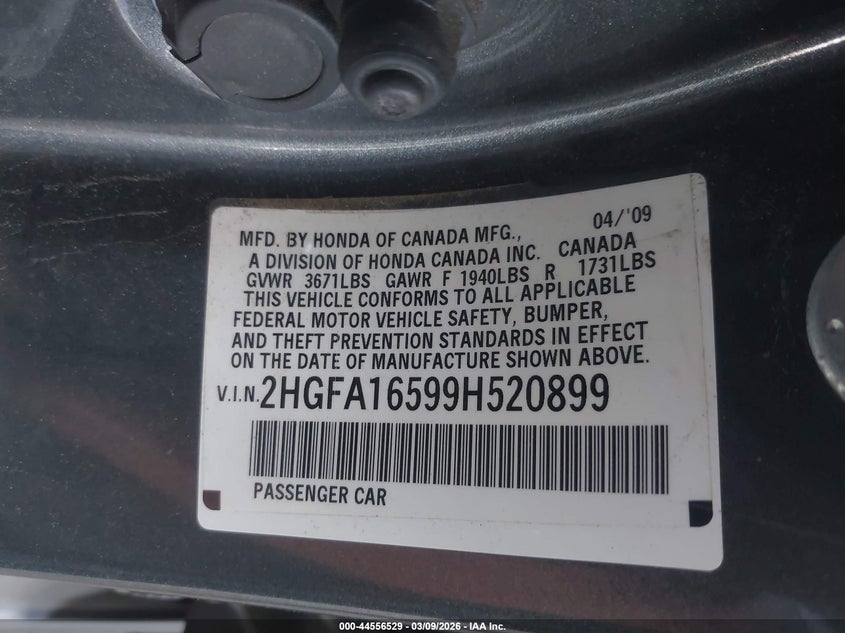 04/'09
MFD. BY HONDA OF CANADA MFG.,
A DIVISION OF HONDA CANADA INC. CANADA
GVWR 3671LBS GAWR F 1940LBS R 1731LBS
THIS VEHICLE CONFORMS TO ALL APPLICABLE
FEDERAL MOTOR VEHICLE SAFETY, BUMPER,
AND THEFT PREVENTION STANDARDS IN EFFECT
ON THE DATE OF MANUFACTURE SHOWN ABOVE.
V.I.N. 2HGFA16599H520899
PASSENGER CAR
000-44556529 - 03/09/2026 - IAA Inc.